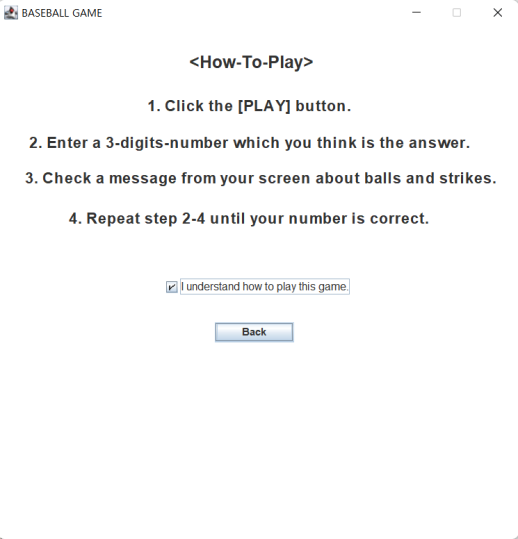 BASEBALL GAME
<How-To-Play>
1. Click the [PLAY] button.
2. Enter a 3-digits-number which you think is the answer.
3. Check a message from your screen about balls and strikes.
4. Repeat step 2-4 until your number is correct.
I understand how to play this game.
Back